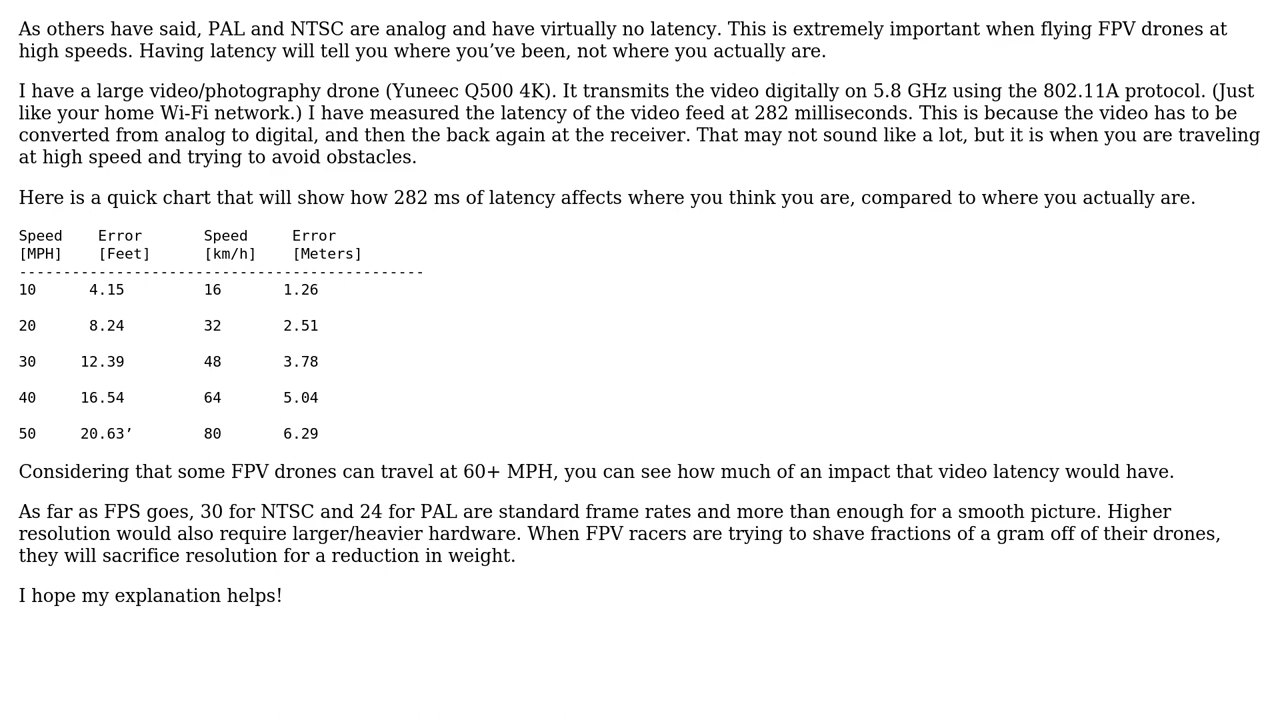 As others have said, PAL and NTSC are analog and have virtually no latency. This is extremely important when flying FPV drones at
high speeds. Having latency will tell you where you’ve been, not where you actually are.
I have a large video/photography drone (Yuneec Q500 4K). It transmits the video digitally on 5.8 GHz using the 802.11A protocol. (Just
like your home Wi-Fi network.) I have measured the latency of the video feed at 282 milliseconds. This is because the video has to be
converted from analog to digital, and then the back again at the receiver. That may not sound like a lot, but it is when you are traveling
at high speed and trying to avoid obstacles.
Here is a quick chart that will show how 282 ms of latency affects where you think you are, compared to where you actually are.
Speed    Error       Speed     Error
[MPH]    [Feet]      [km/h]    [Meters]
----------------------------------------------
10      4.15         16       1.26
20      8.24         32       2.51
30     12.39         48       3.78
40     16.54         64       5.04
50     20.63’        80       6.29
Considering that some FPV drones can travel at 60+ MPH, you can see how much of an impact that video latency would have.
As far as FPS goes, 30 for NTSC and 24 for PAL are standard frame rates and more than enough for a smooth picture. Higher
resolution would also require larger/heavier hardware. When FPV racers are trying to shave fractions of a gram off of their drones,
they will sacrifice resolution for a reduction in weight.
I hope my explanation helps!